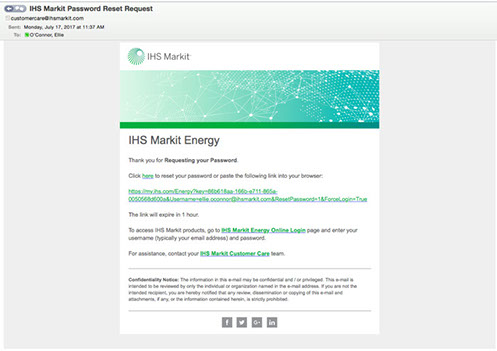 IHS Markit Password Reset Request
customercare@ihsmarkit.com
Sent: Monday, July 17, 2017 at 11:37 AM
To: O'Connor, Ellie
IHS Markit
IHS Markit Energy
Thank you for Requesting your Password.
Click here to reset your password or paste the following link into your browser:
https://my.ihs.com/Energy?key=86b618aa-166b-e711-865e-
0050568d600a&Username=ellie.oconnor@ihsmarkit.com&ResetPassword=1&ForceLogin=True
The link will expire in 1 hour.
To access IHS Markit products, go to IHS Markit Energy Online Login page and enter your
username (typically your email address) and password.
For assistance, contact your IHS Markit Customer Care team.
Confidentiality Notice: The information in this e-mail may be confidential and / or privileged. This e-mail is
intended to be reviewed by only the individual or organization named in the e-mail address. If you are not the
intended recipient, you are hereby notified that any review, dissemination or copying of this e-mail and
attachments, if any, or the information contained herein, is strictly prohibited.